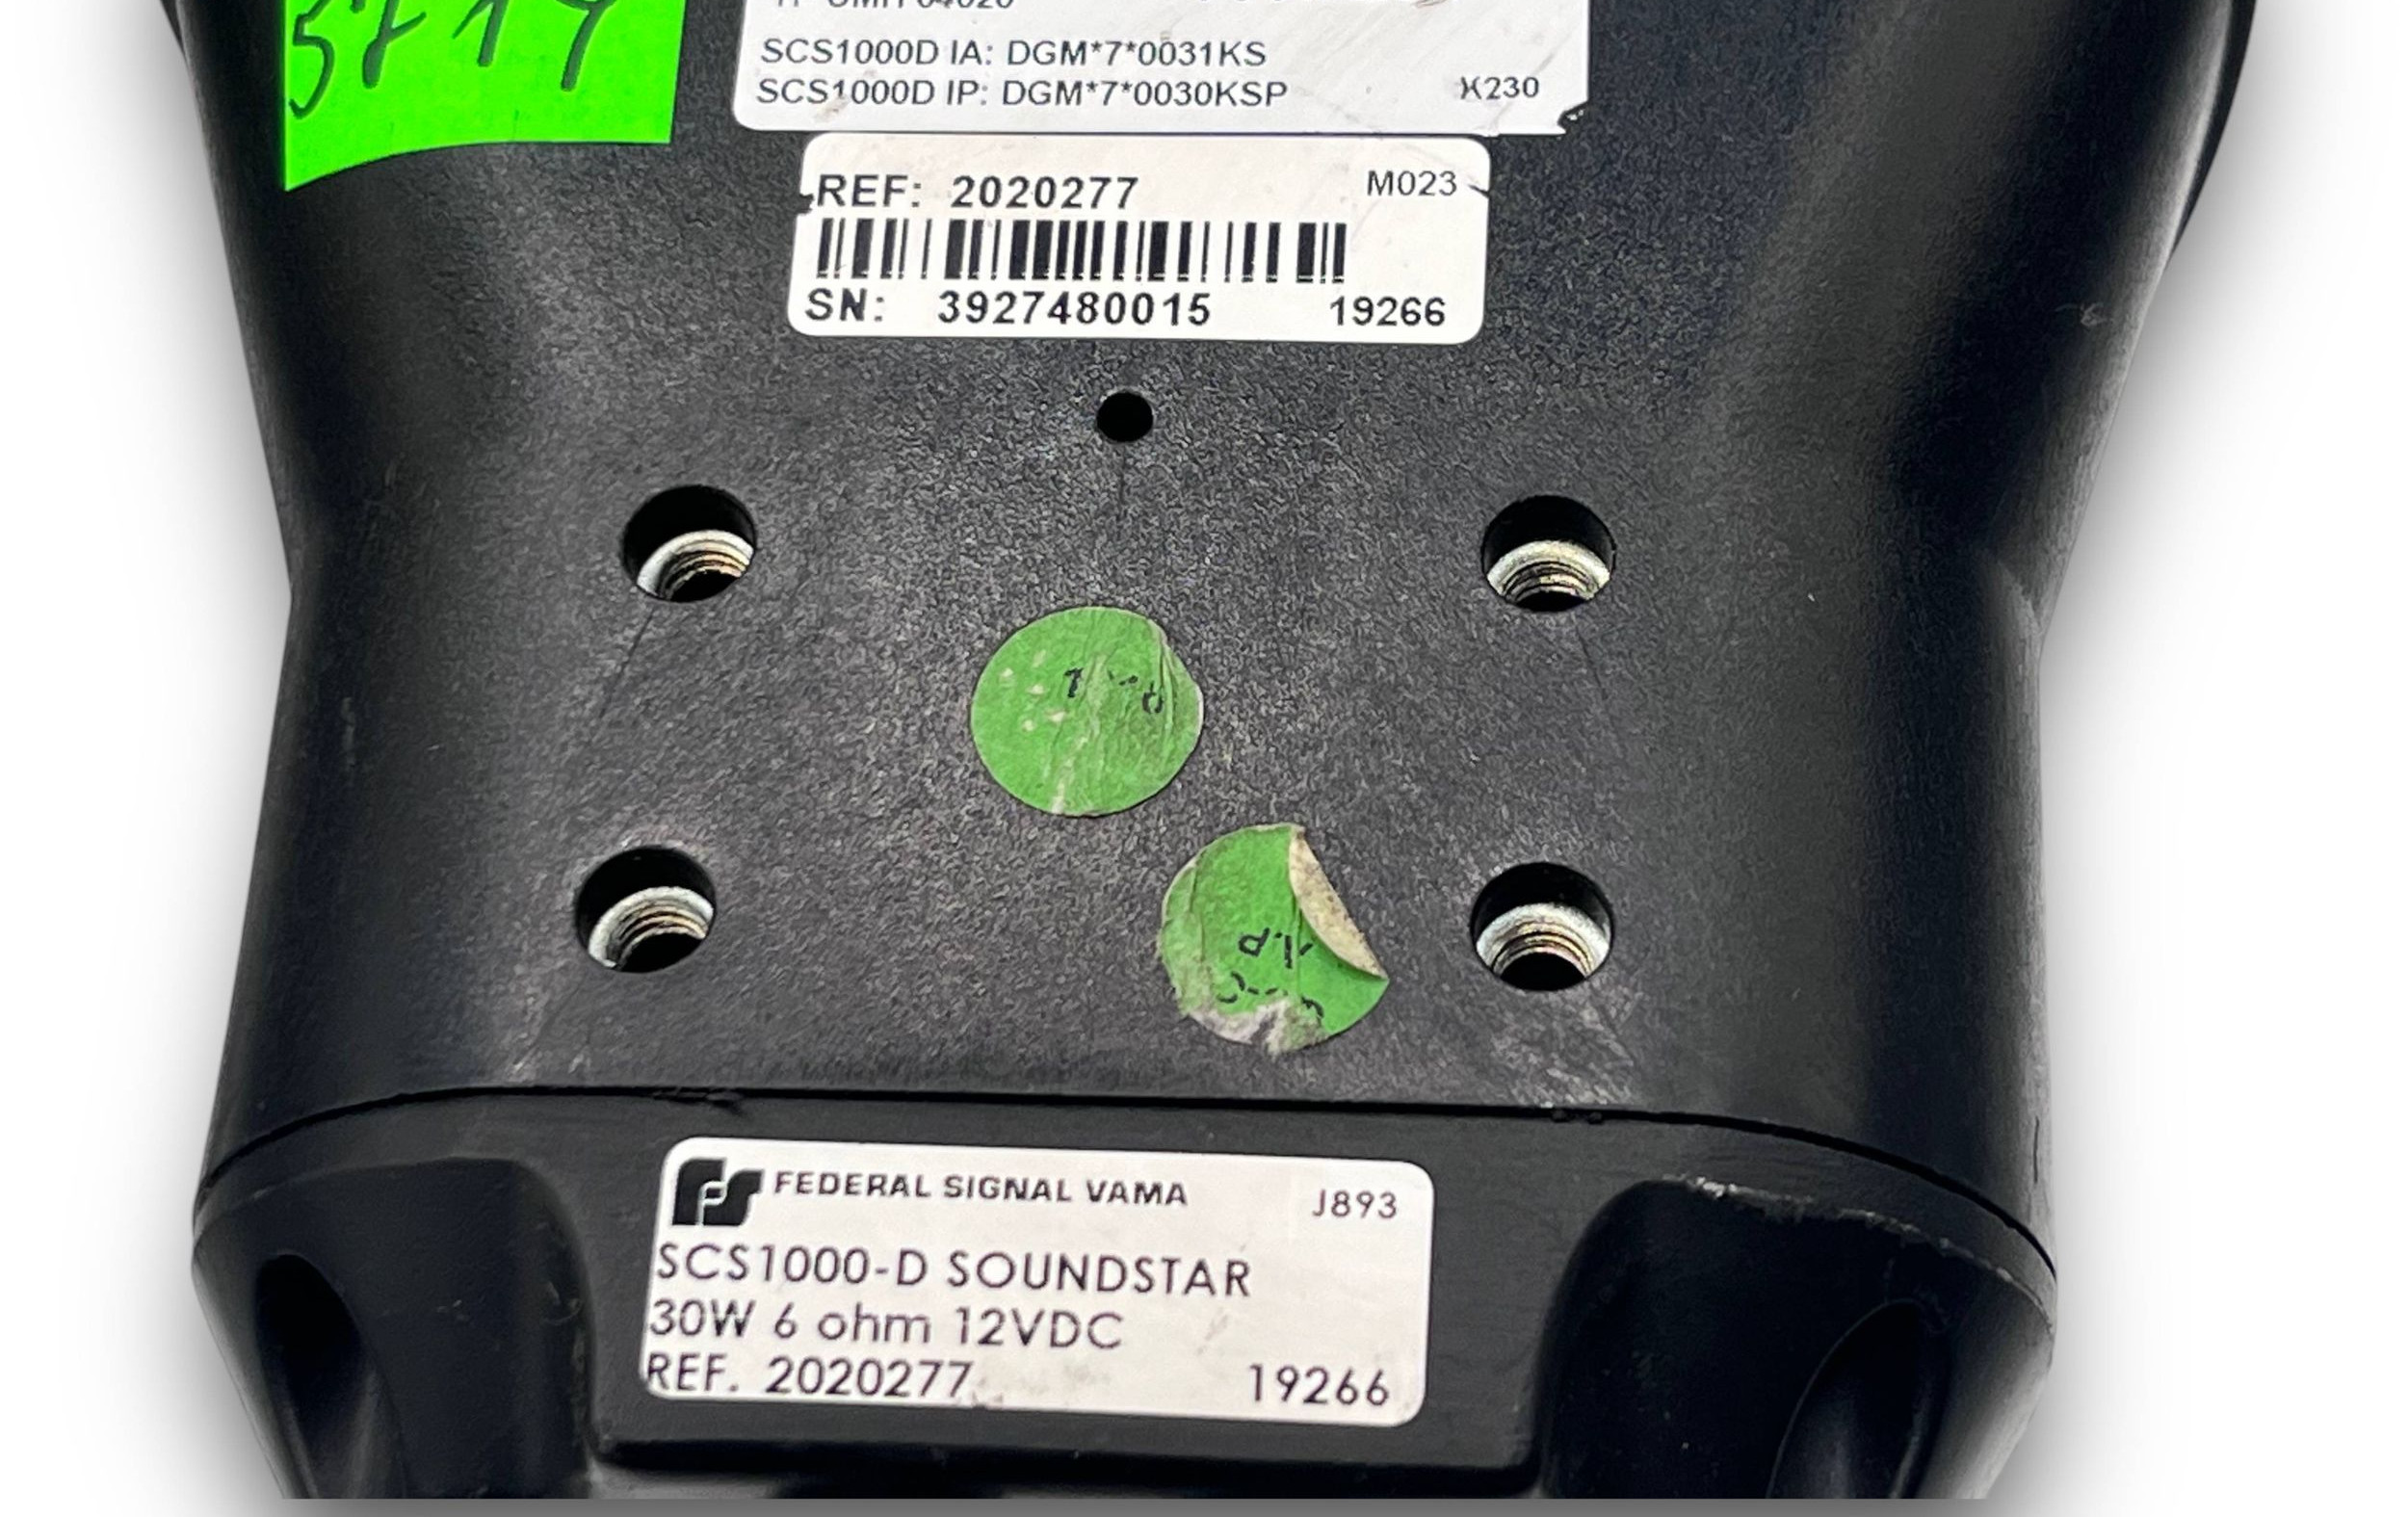 SCS1000D IA: DGM*7*0031KS
SCS1000D IP: DGM*7*0030KSP
K230
REF: 2020277
M023
SN: 3927480015
19266
FEDERAL SIGNAL VAMA
J893
SCS1000-D SOUNDSTAR
30W 6 ohm 12VDC
REF. 2020277
19266